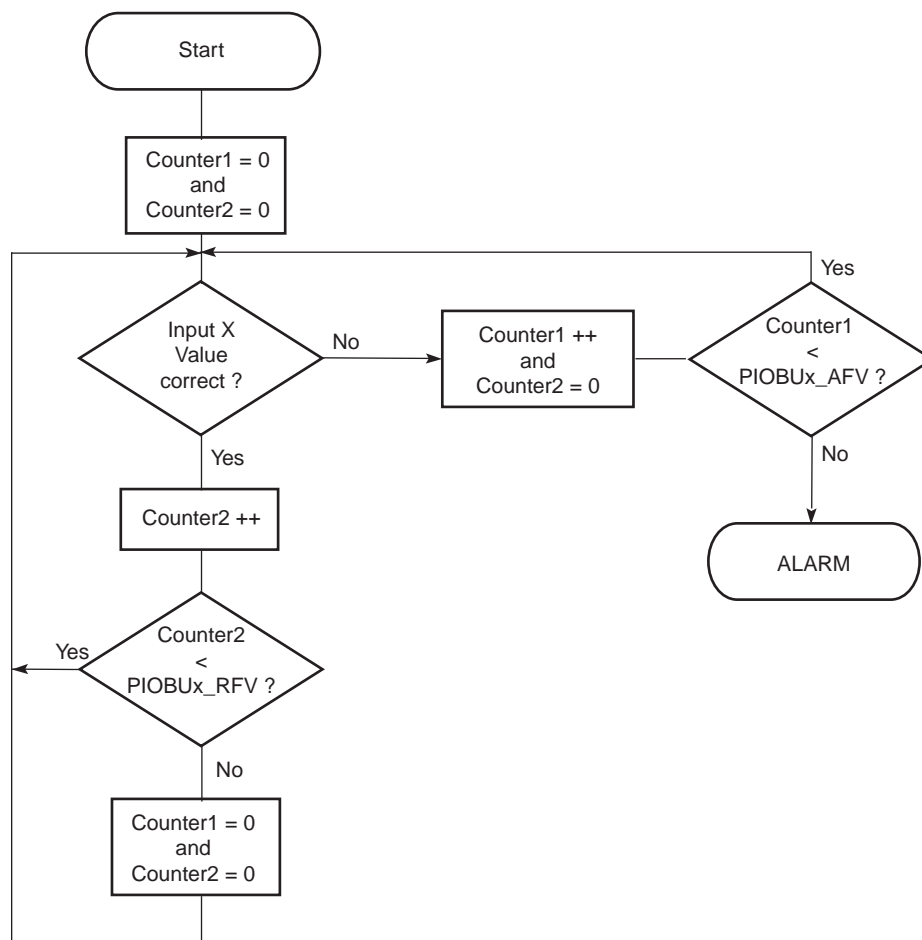 Start
Counter1 = 0
and
Counter2 = 0
Yes
Input X
Value
correct ?
No
Counter1 ++
and
Counter2 = 0
Counter1
<
PIOBUx_AFV ?
Yes
No
Counter2 ++
ALARM
Counter2
<
PIOBUx_RFV ?
Yes
No
Counter1 = 0
and
Counter2 = 0